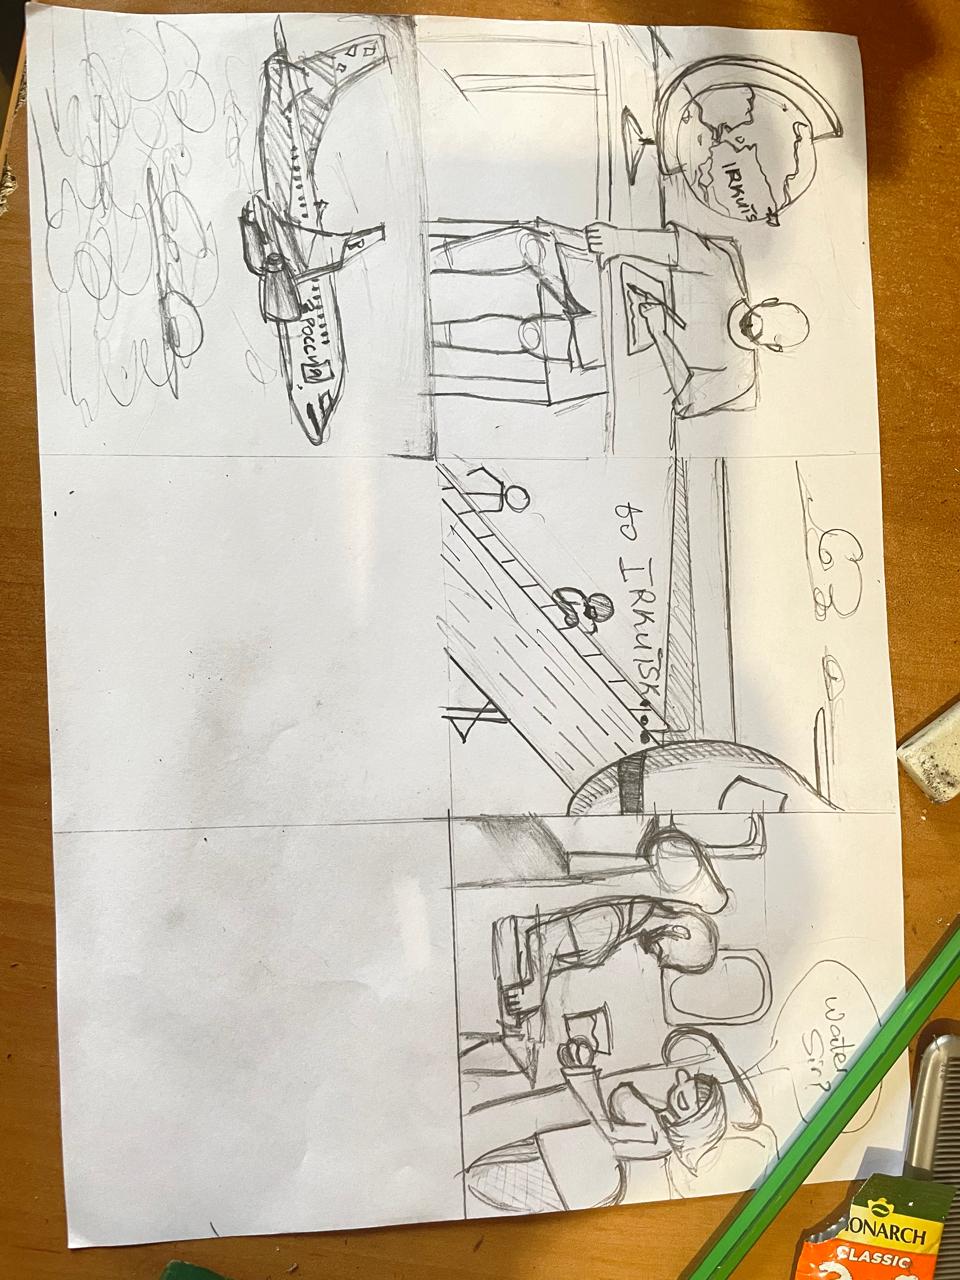 IRKUTS
to IRKUTSK
Water
Sir?
РОССИЯ
MONARCH
CLASSIC